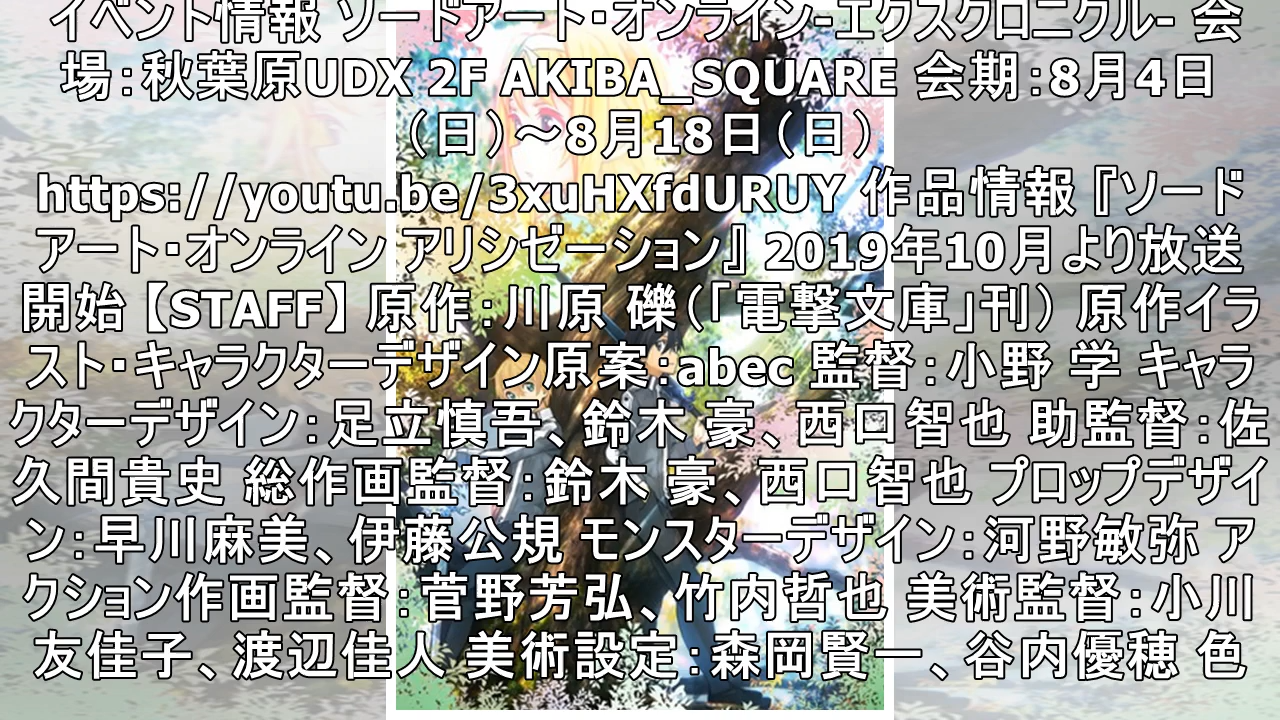 イベント情報 ソードアート・オンライン-エクスクロニクル- 会
場：秋葉原UDX 2F AKIBA_SQUARE 会期：8月4日
（日）～8月18日（日）
https://youtu.be/3xuHXfdURUY 作品情報『ソード
アート・オンライン アリシゼーション』 2019年10月より放送
開始 【STAFF】 原作：川原 礫（「電撃文庫」刊） 原作イラ
スト・キャラクターデザイン原案：abec 監督：小野 学 キャラ
クターデザイン：足立慎吾、鈴木 豪、西口智也 助監督：佐
久間貴史 総作画監督：鈴木 豪、西口智也 プロップデザイ
ン：早川麻美、伊藤公規 モンスターデザイン：河野敏弥 ア
クション作画監督：菅野芳弘、竹内哲也 美術監督：小川
友佳子、渡辺佳人 美術設定：森岡賢一、谷内優穂 色